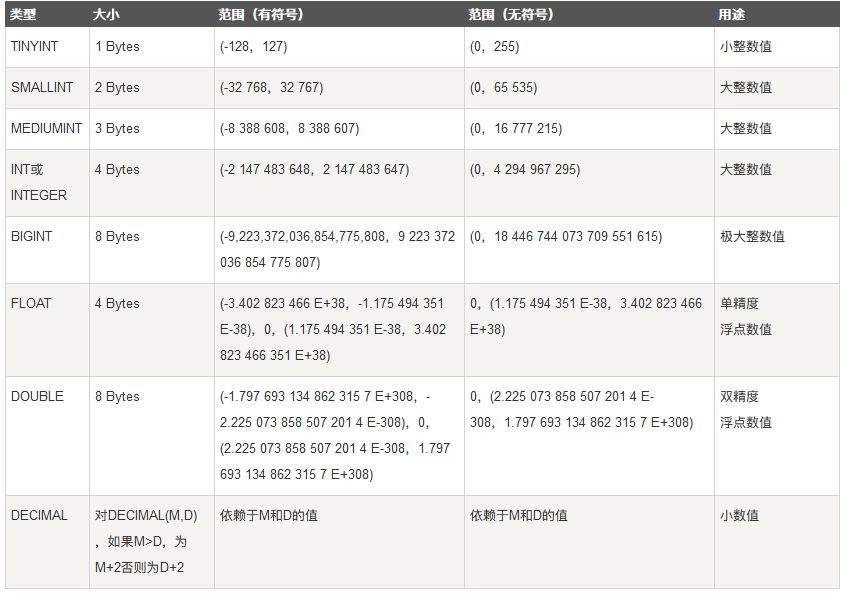 类型 大小 范围（有符号） 范围（无符号） 用途
TINYINT 1 Bytes (-128，127) (0，255) 小整数值
SMALLINT 2 Bytes (-32 768，32 767) (0，65 535) 大整数值
MEDIUMINT 3 Bytes (-8 388 608，8 388 607) (0，16 777 215) 大整数值
INT或 4 Bytes (-2 147 483 648，2 147 483 647) (0，4 294 967 295) 大整数值
INTEGER
BIGINT 8 Bytes (-9,223,372,036,854,775,808，9 223 372 (0，18 446 744 073 709 551 615) 极大整数值
036 854 775 807)
FLOAT 4 Bytes (-3.402 823 466 E+38，-1.175 494 351 0，(1.175 494 351 E-38，3.402 823 466 单精度
E-38)，0，(1.175 494 351 E-38，3.402 E+38) 浮点数值
823 466 351 E+38)
DOUBLE 8 Bytes (-1.797 693 134 862 315 7 E+308，- 0，(2.225 073 858 507 201 4 E- 双精度
2.225 073 858 507 201 4 E-308)，0， 308，1.797 693 134 862 315 7 E+308) 浮点数值
(2.225 073 858 507 201 4 E-308，1.797
693 134 862 315 7 E+308)
DECIMAL 对DECIMAL(M,D) 依赖于M和D的值 依赖于M和D的值 小数值
，如果M>D，为
M+2否则为D+2